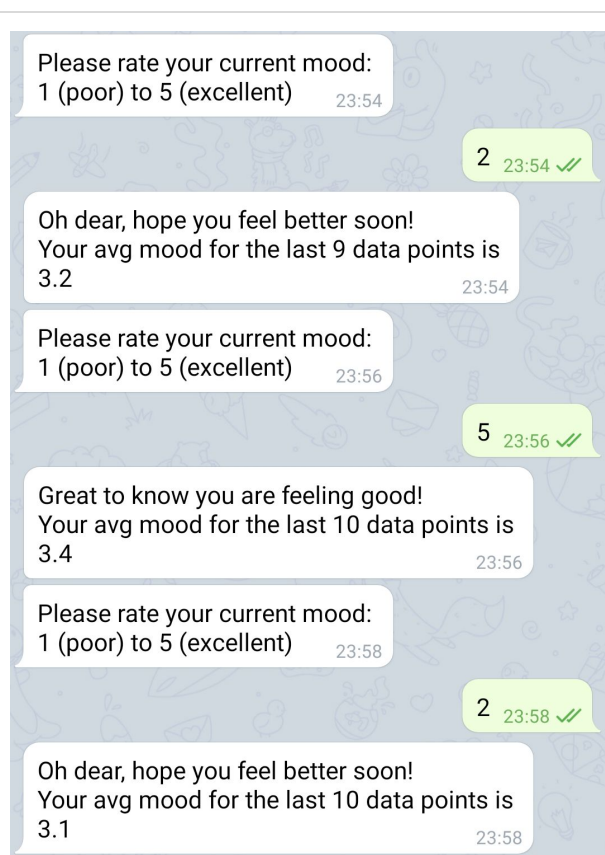 Please rate your current mood:
1 (poor) to 5 (excellent) 23:54
2 23:54
Oh dear, hope you feel better soon!
Your avg mood for the last 9 data points is
3.2 23:54
Please rate your current mood:
1 (poor) to 5 (excellent) 23:56
5 23:56
Great to know you are feeling good!
Your avg mood for the last 10 data points is
3.4 23:56
Please rate your current mood:
1 (poor) to 5 (excellent) 23:58
2 23:58
Oh dear, hope you feel better soon!
Your avg mood for the last 10 data points is
3.1 23:58